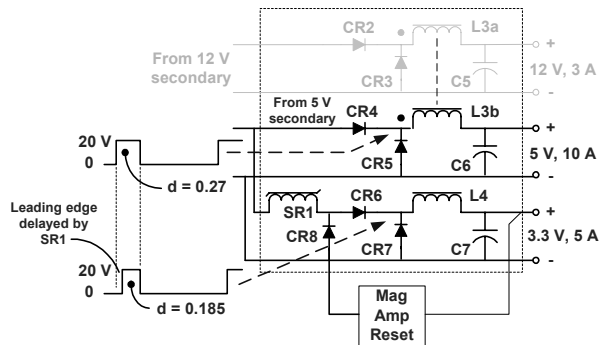 CR2
L3a
+
From 12 V
secondary
CR3
C5
12 V, 3 A
-
From 5 V
secondary
CR4
L3b
+
20 V
0
CR5
C6
5 V, 10 A
-
d = 0.27
SR1
CR6
L4
+
Leading edge
delayed by
SR1
CR8
CR7
C7
3.3 V, 5 A
-
20 V
0
d = 0.185
Mag
Amp
Reset